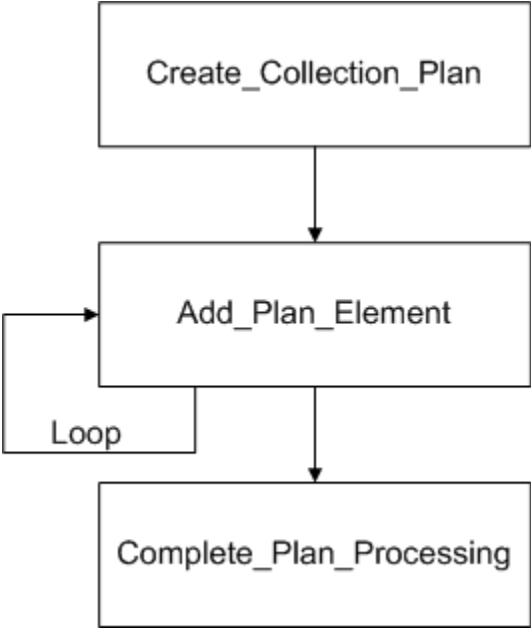 Create_Collection_Plan
Add_Plan_Element
Loop
Complete_Plan_Processing